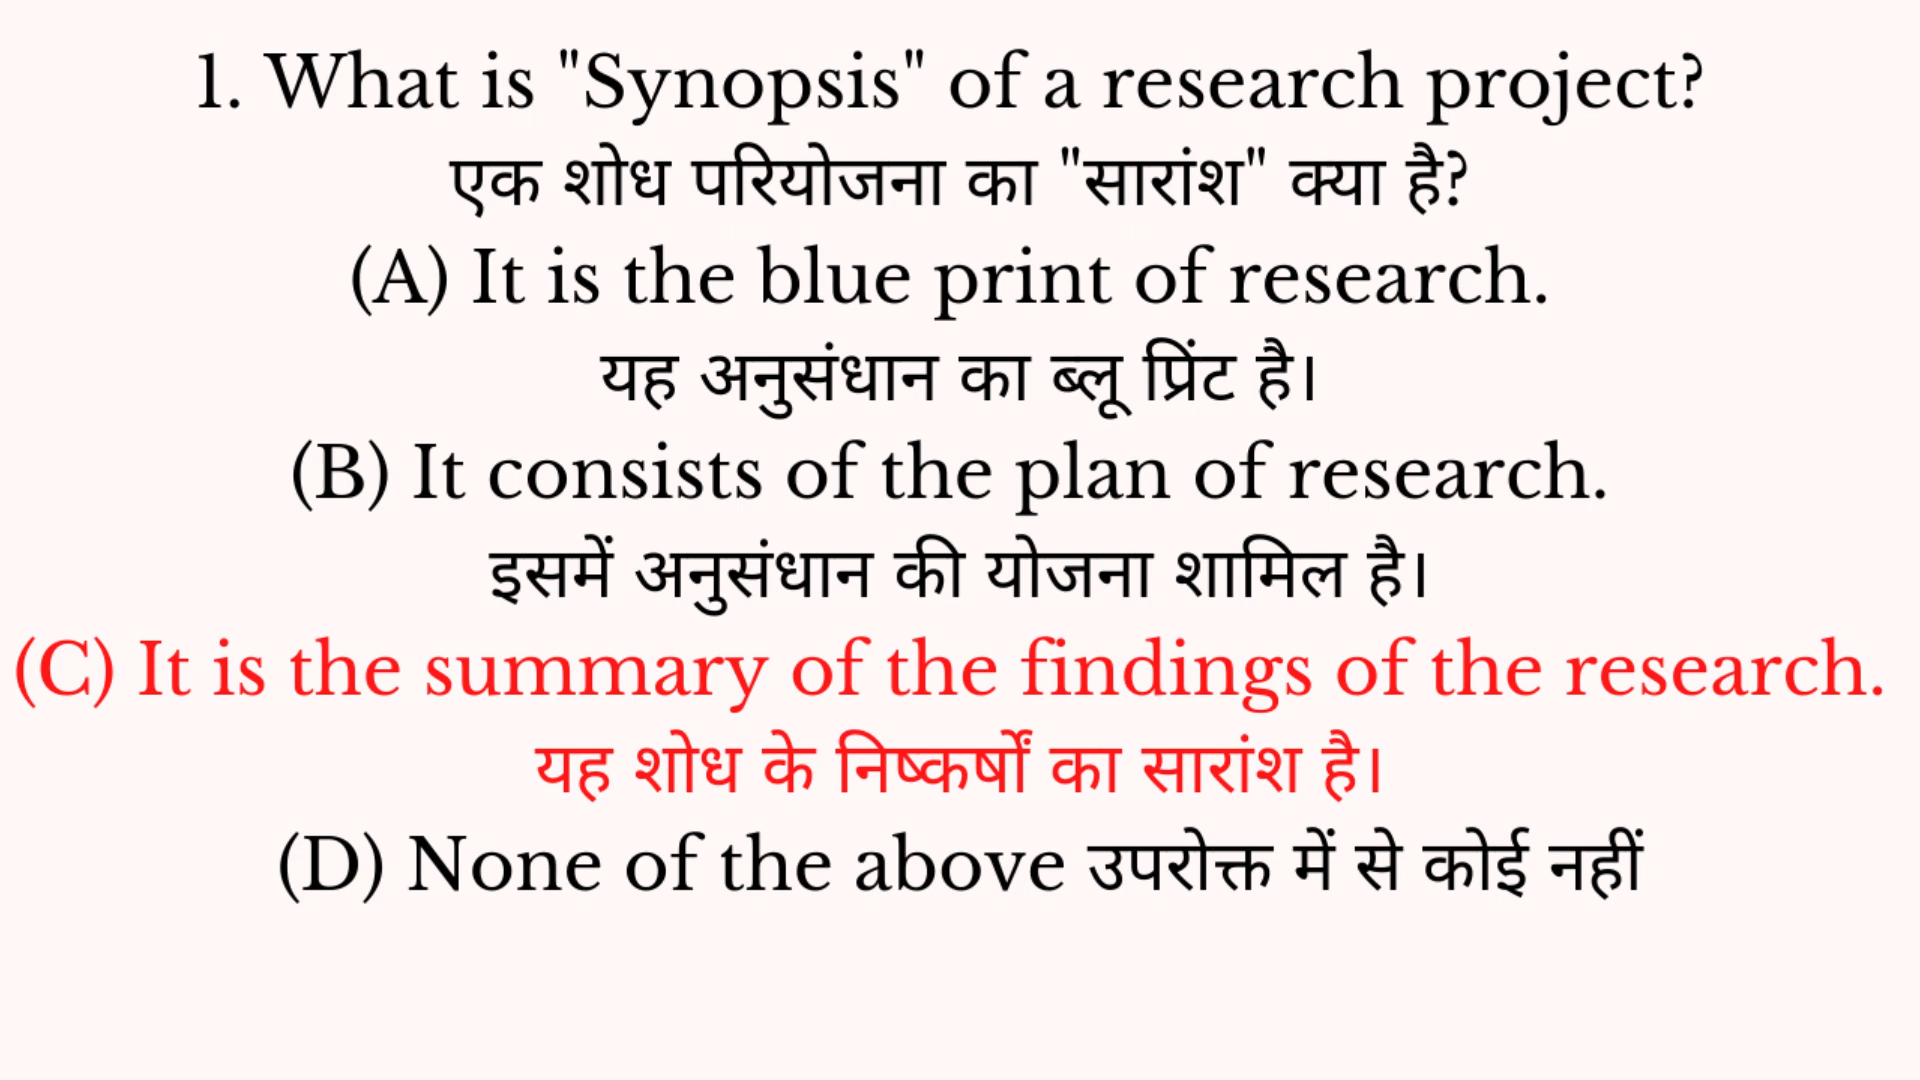 1. What is "Synopsis" of a research project?
एक शोध परियोजना का "सारांश" क्या है?
(A) It is the blue print of research.
यह अनुसंधान का ब्लू प्रिंट है।
(B) It consists of the plan of research.
इसमें अनुसंधान की योजना शामिल है।
(C) It is the summary of the findings of the research.
यह शोध के निष्कर्षों का सारांश है।
(D) None of the above उपरोक्त में से कोई नहीं